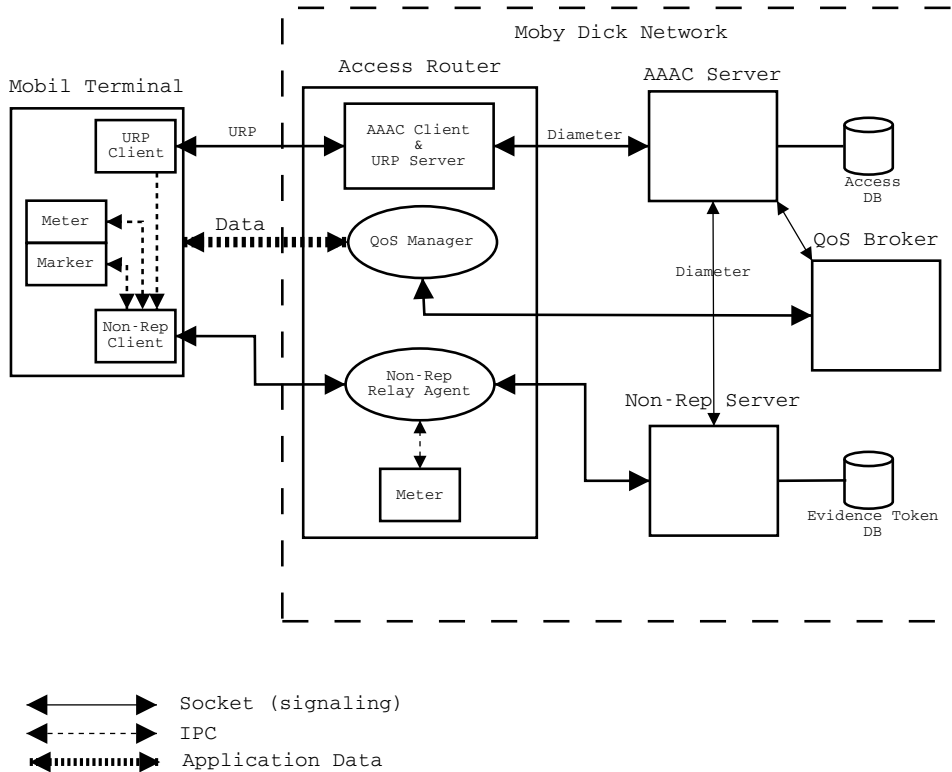 Moby Dick Network
Access Router
AAAC Server
Mobil Terminal
URP
Client
URP
AAAC Client
&
URP Server
Diameter
Access
DB
Meter
Marker
Data
QoS Manager
QoS Broker
Diameter
Non-Rep
Client
Non-Rep
Relay Agent
Non-Rep Server
Meter
Evidence Token
DB
Socket (signaling)
IPC
Application Data